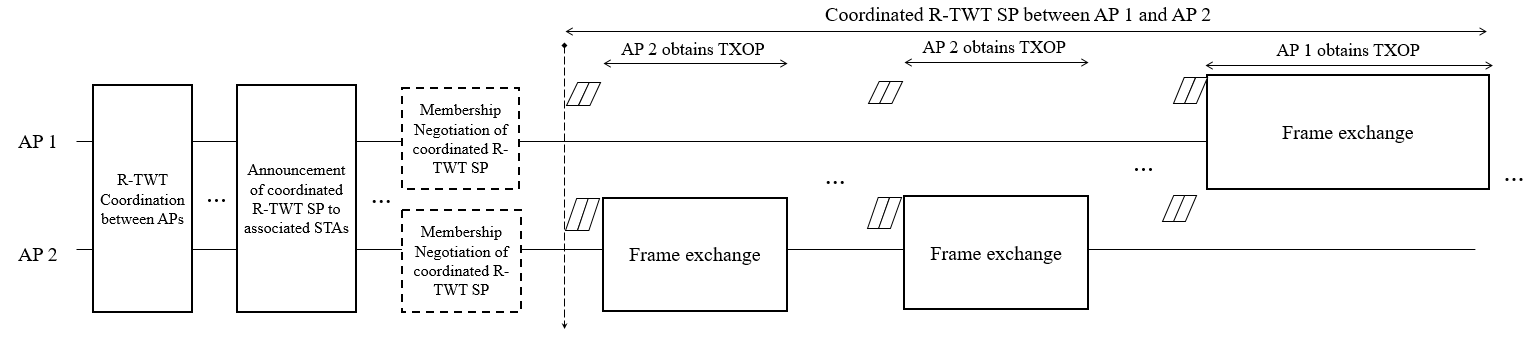 Coordinated R-TWT SP between AP 1 and AP 2
AP 2 obtains TXOP
AP 2 obtains TXOP
AP 1 obtains TXOP
AP 1
R-TWT
Coordination
between APs
...
Announcement
of coordinated
R-TWT SP to
associated STAs
...
Membership
Negotiation of
coordinated R-
TWT SP
...
...
Frame exchange
...
AP 2
Membership
Negotiation of
coordinated R-
TWT SP
Frame exchange
Frame exchange